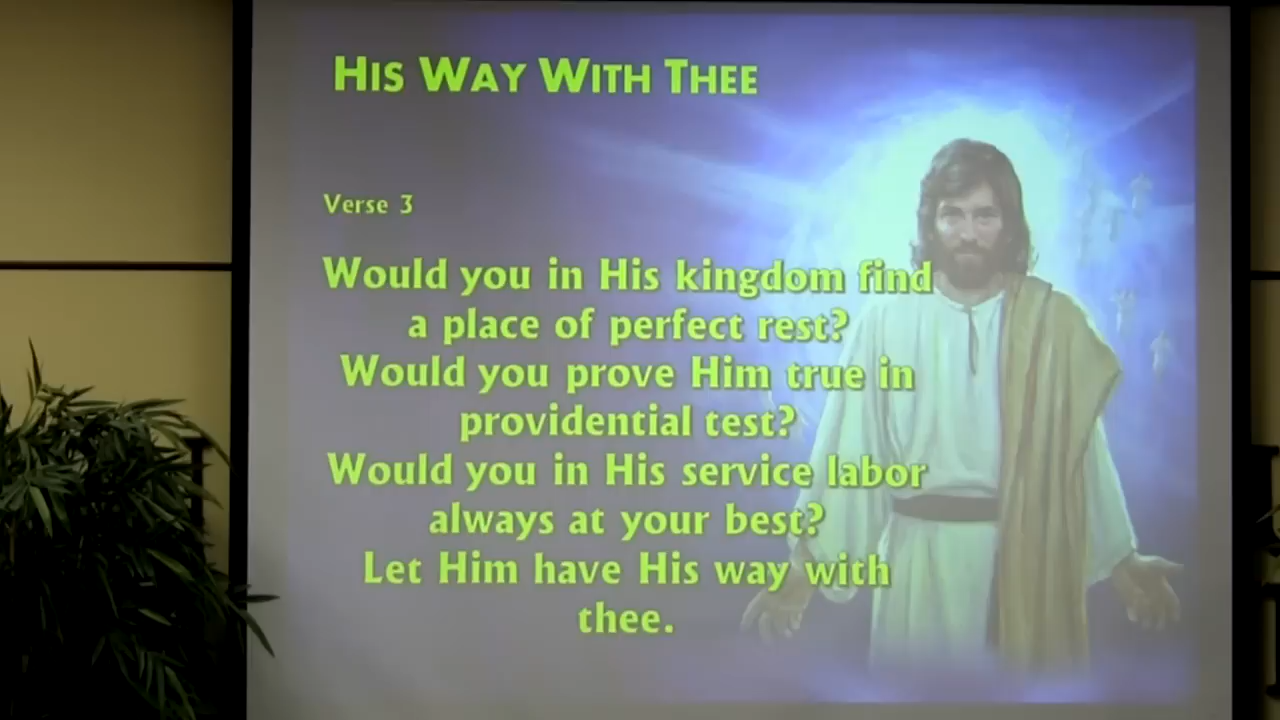 HIS WAY WITH THEE
Verse 3
Would you in His kingdom find
a place of perfect rest?
Would you prove Him true in
providential test?
Would you in His service labor
always at your best?
Let Him have His way with
thee.